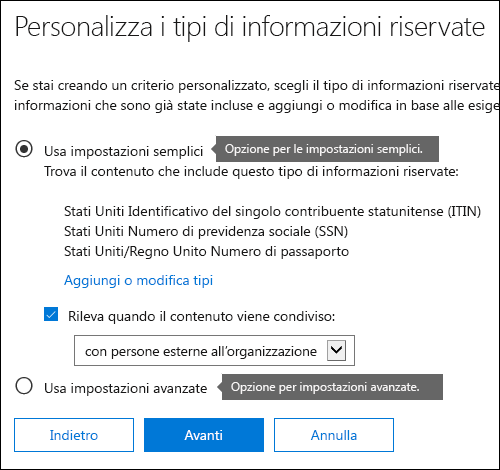 Personalizza i tipi di informazioni riservate
Se stai creando un criterio personalizzato, scegli il tipo di informazioni riservate
informazioni che sono già state incluse e aggiungi o modifica in base alle esige
Usa impostazioni semplici
Opzione per le impostazioni semplici.
Trova il contenuto che include questo tipo di informazioni riservate:
Stati Uniti Identificativo del singolo contribuente statunitense (ITIN)
Stati Uniti Numero di previdenza sociale (SSN)
Stati Uniti/Regno Unito Numero di passaporto
Aggiungi o modifica tipi
Rileva quando il contenuto viene condiviso:
con persone esterne all'organizzazione
Usa impostazioni avanzate
Opzione per impostazioni avanzate.
Indietro
Avanti
Annulla